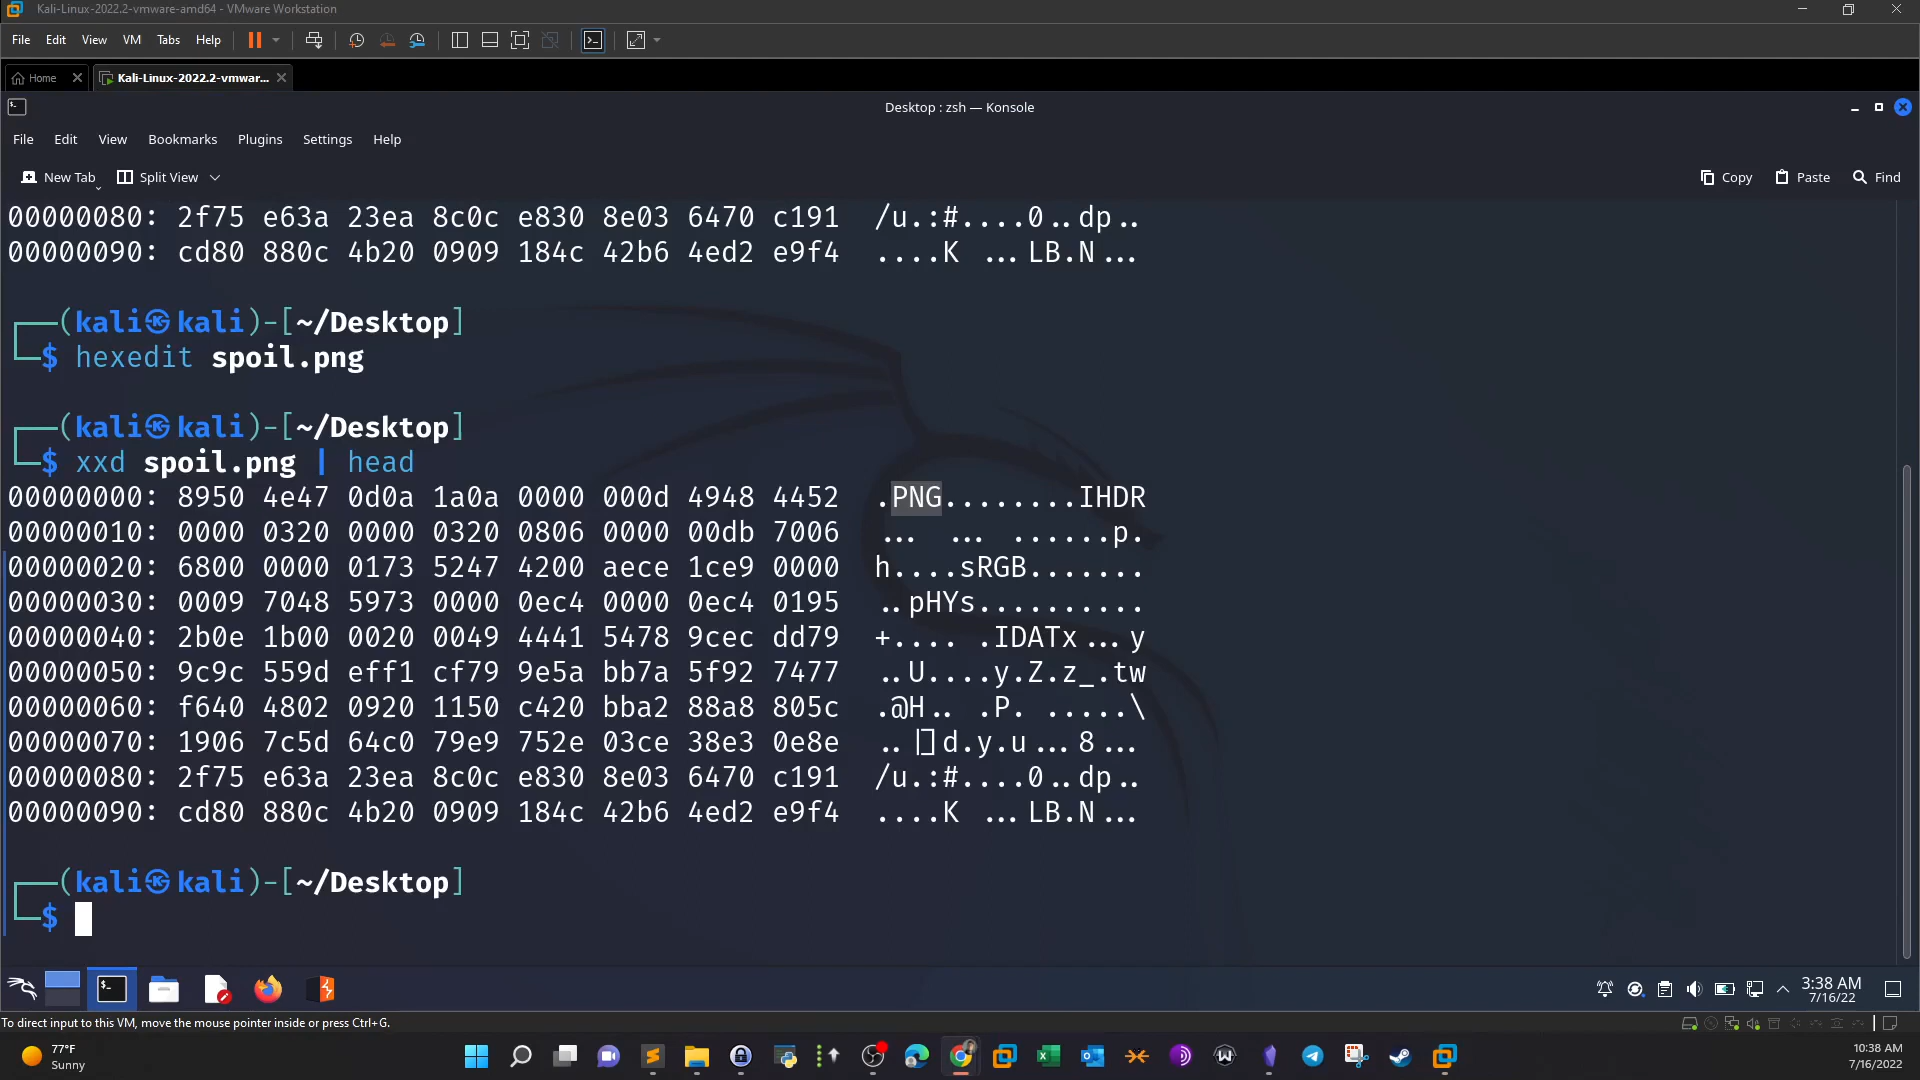 Kali-Linux-2022.2-vmware-amd64 - VMware Workstation
File Edit View VM Tabs Help
Home Kali-Linux-2022.2-vmwar...
Desktop : zsh — Konsole
File Edit View Bookmarks Plugins Settings Help
New Tab Split View Copy Paste Find
00000080: 2f75 e63a 23ea 8c0c e830 8e03 6470 c191 /u.:#....0..dp..
00000090: cd80 880c 4b20 0909 184c 42b6 4ed2 e9f4 ....K ...LB.N...
(kali㉿kali)-[~/Desktop]
$ hexedit spoil.png
(kali㉿kali)-[~/Desktop]
$ xxd spoil.png | head
00000000: 8950 4e47 0d0a 1a0a 0000 000d 4948 4452 .PNG........IHDR
00000010: 0000 0320 0000 0320 0806 0000 00db 7006 ... ... ......p.
00000020: 6800 0000 0173 5247 4200 aece 1ce9 0000 h....sRGB.......
00000030: 0009 7048 5973 0000 0ec4 0000 0ec4 0195 ..pHYs..........
00000040: 2b0e 1b00 0020 0049 4441 5478 9cec dd79 +.... .IDATx...y
00000050: 9c9c 559d eff1 cf79 9e5a bb7a 5f92 7477 ..U....y.Z.z_.tw
00000060: f640 4802 0920 1150 c420 bba2 88a8 805c .@H.. .P. .....\
00000070: 1906 7c5d 64c0 79e9 752e 03ce 38e3 0e8e ..|]d.y.u...8...
00000080: 2f75 e63a 23ea 8c0c e830 8e03 6470 c191 /u.:#....0..dp..
00000090: cd80 880c 4b20 0909 184c 42b6 4ed2 e9f4 ....K ...LB.N...
(kali㉿kali)-[~/Desktop]
$
3:38 AM
7/16/22
To direct input to this VM, move the mouse pointer inside or press Ctrl+G.
77°F
Sunny
10:38 AM
7/16/2022